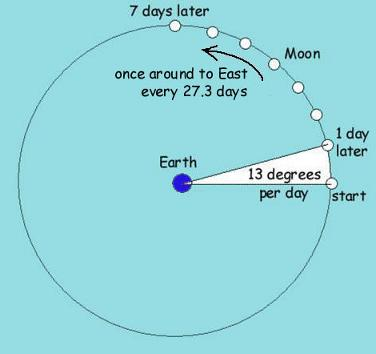 7 days later
Moon
once around to East
every 27.3 days
1 day
later
Earth
13 degrees
per day
start